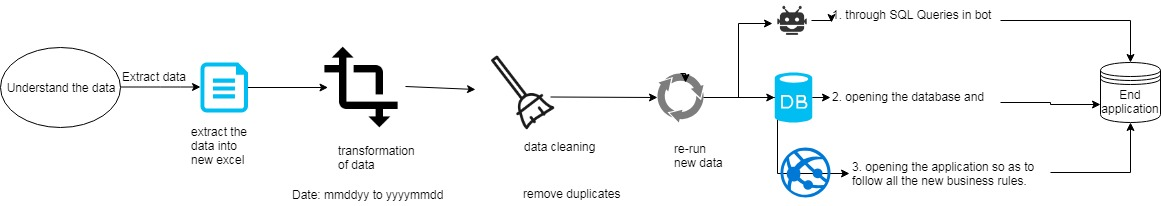 Understand the data
Extract data
extract the
data into
new excel
transformation
of data
Date: mmddyy to yyyymmdd
data cleaning
remove duplicates
re-run
new data
1. through SQL Queries in bot
DB
2. opening the database and
3. opening the application so as to
follow all the new business rules.
End
application